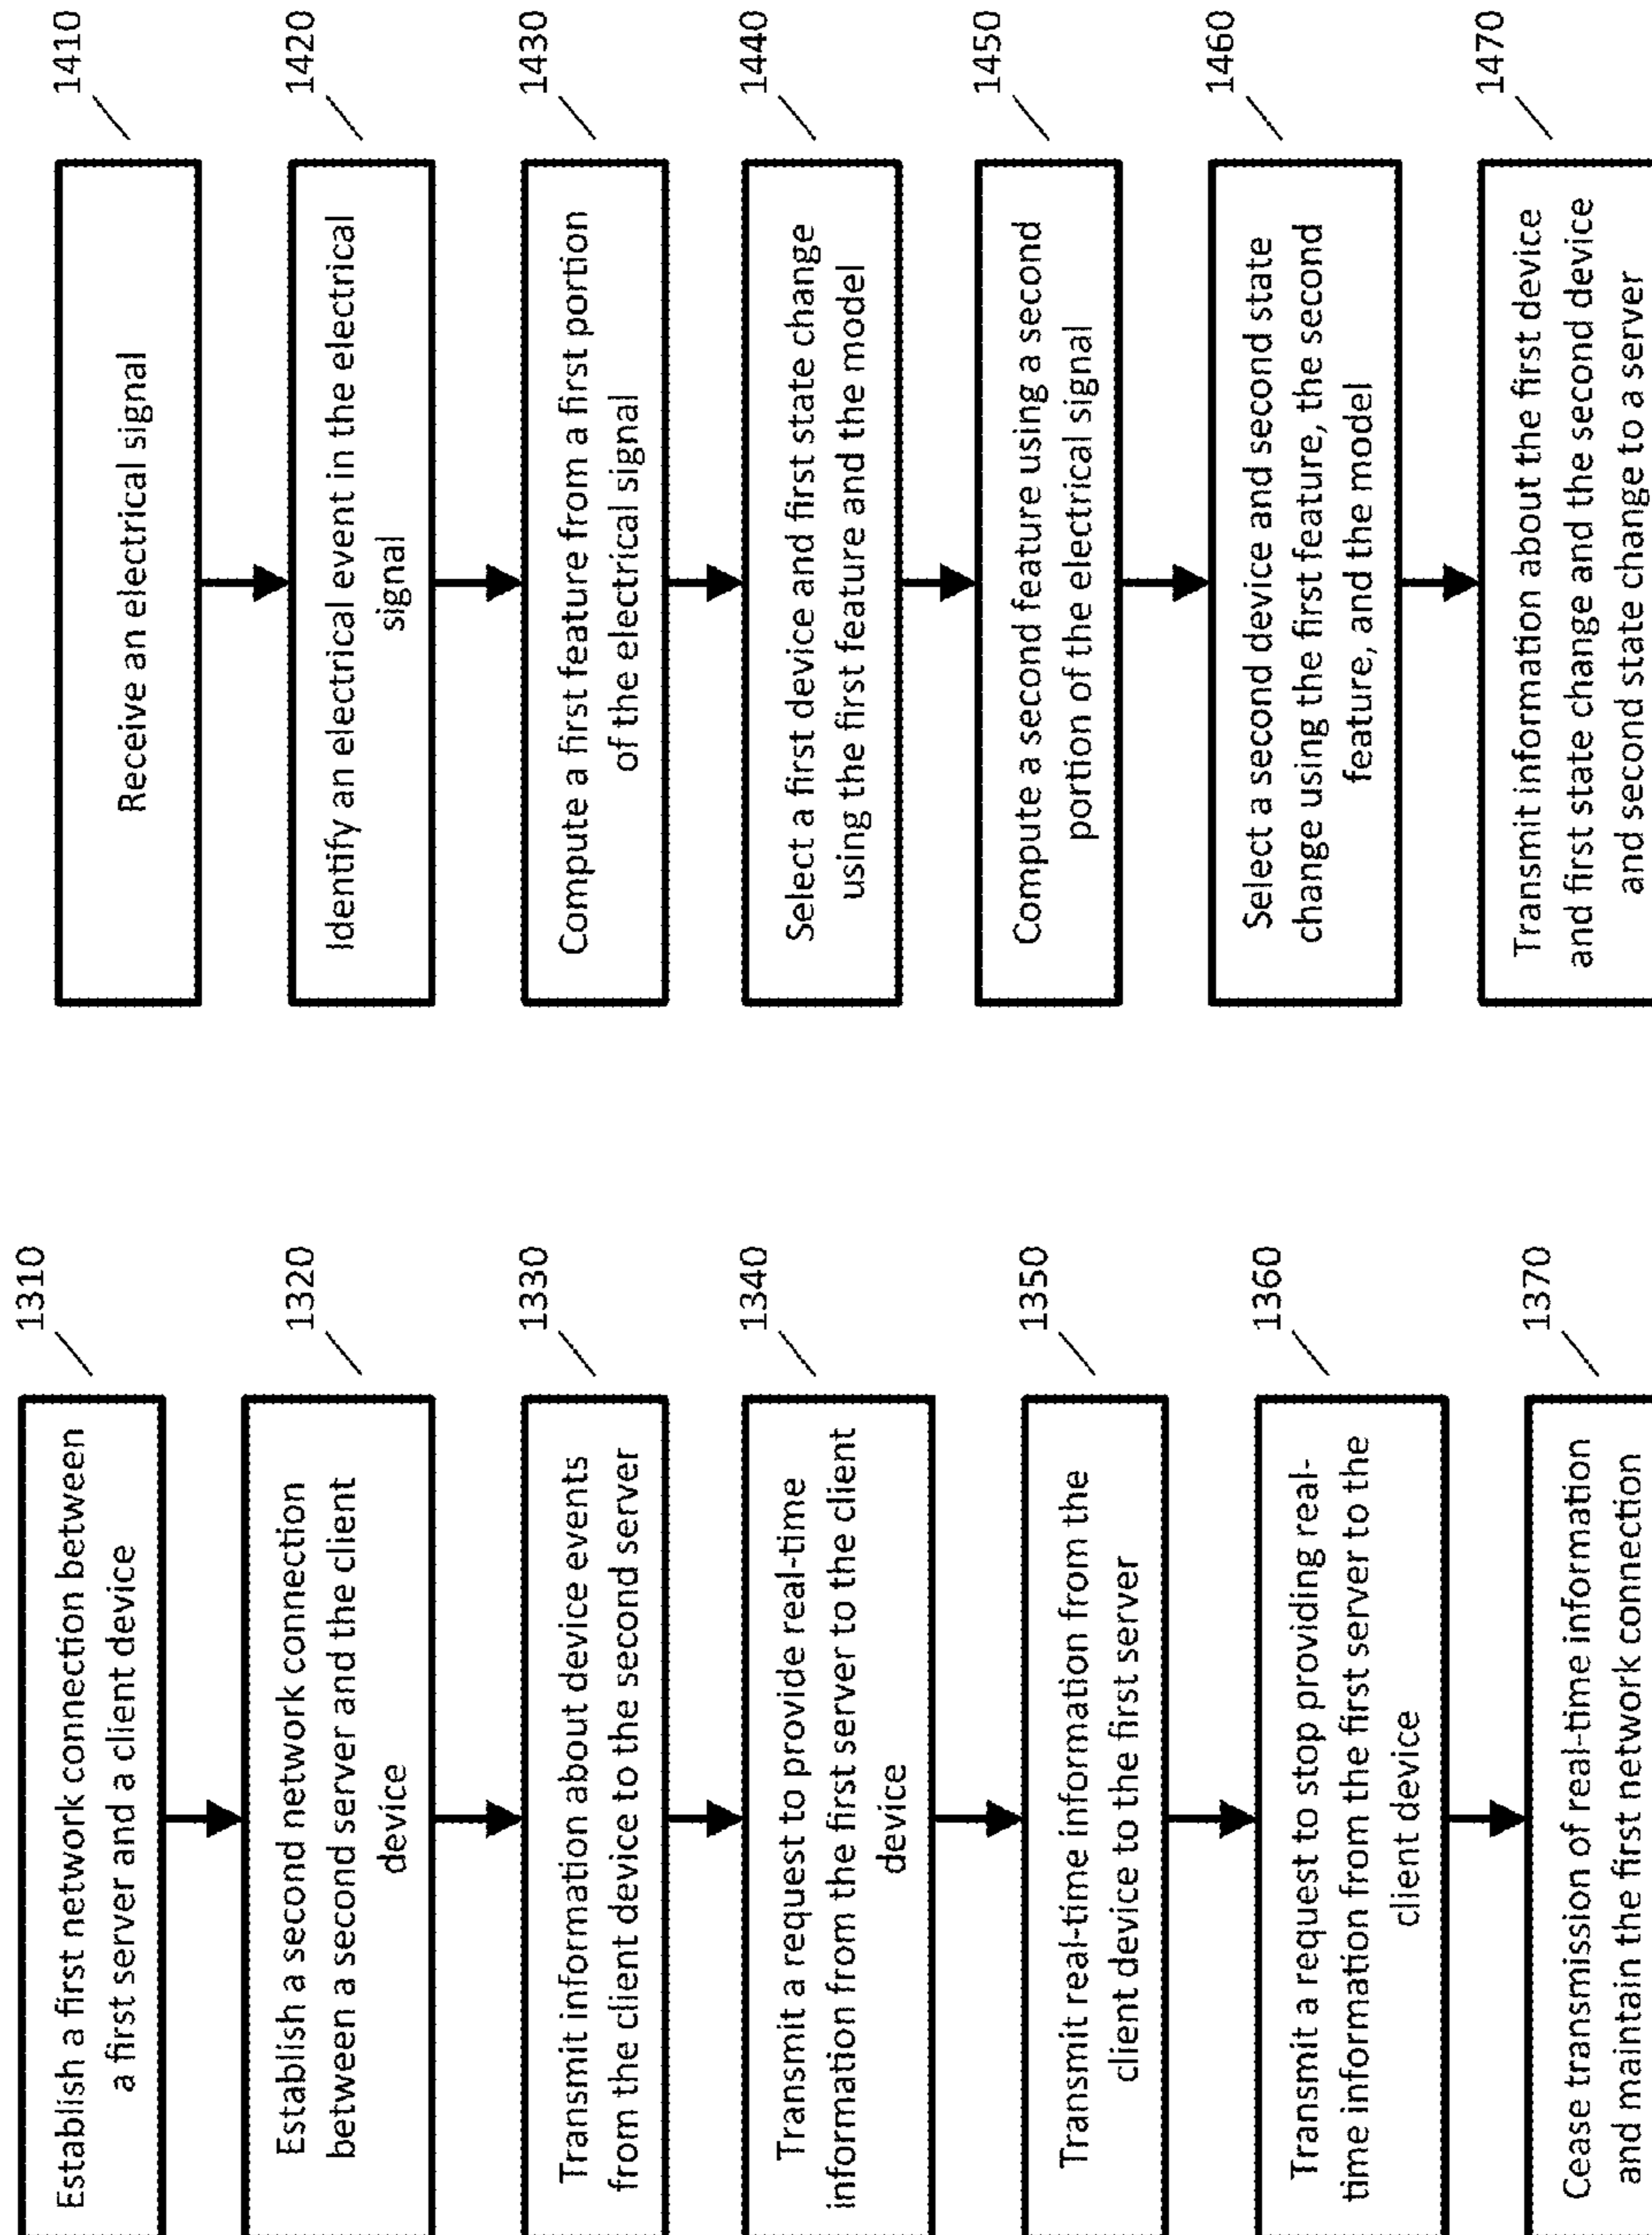 1310
Establish a first network connection between
a first server and a client device
1320
Establish a second network connection
between a second server and the client
device
1330
Transmit information about device events
from the client device to the second server
1340
Transmit a request to provide real-time
information from the first server to the client
device
1350
Transmit real-time information from the
client device to the first server
1360
Transmit a request to stop providing real-
time information from the first server to the
client device
1370
Cease transmission of real-time information
and maintain the first network connection
1410
Receive an electrical signal
1420
Identify an electrical event in the electrical
signal
1430
Compute a first feature from a first portion
of the electrical signal
1440
Select a first device and first state change
using the first feature and the model
1450
Compute a second feature using a second
portion of the electrical signal
1460
Select a second device and second state
change using the first feature, the second
feature, and the model
1470
Transmit information about the first device
and first state change and the second device
and second state change to a server